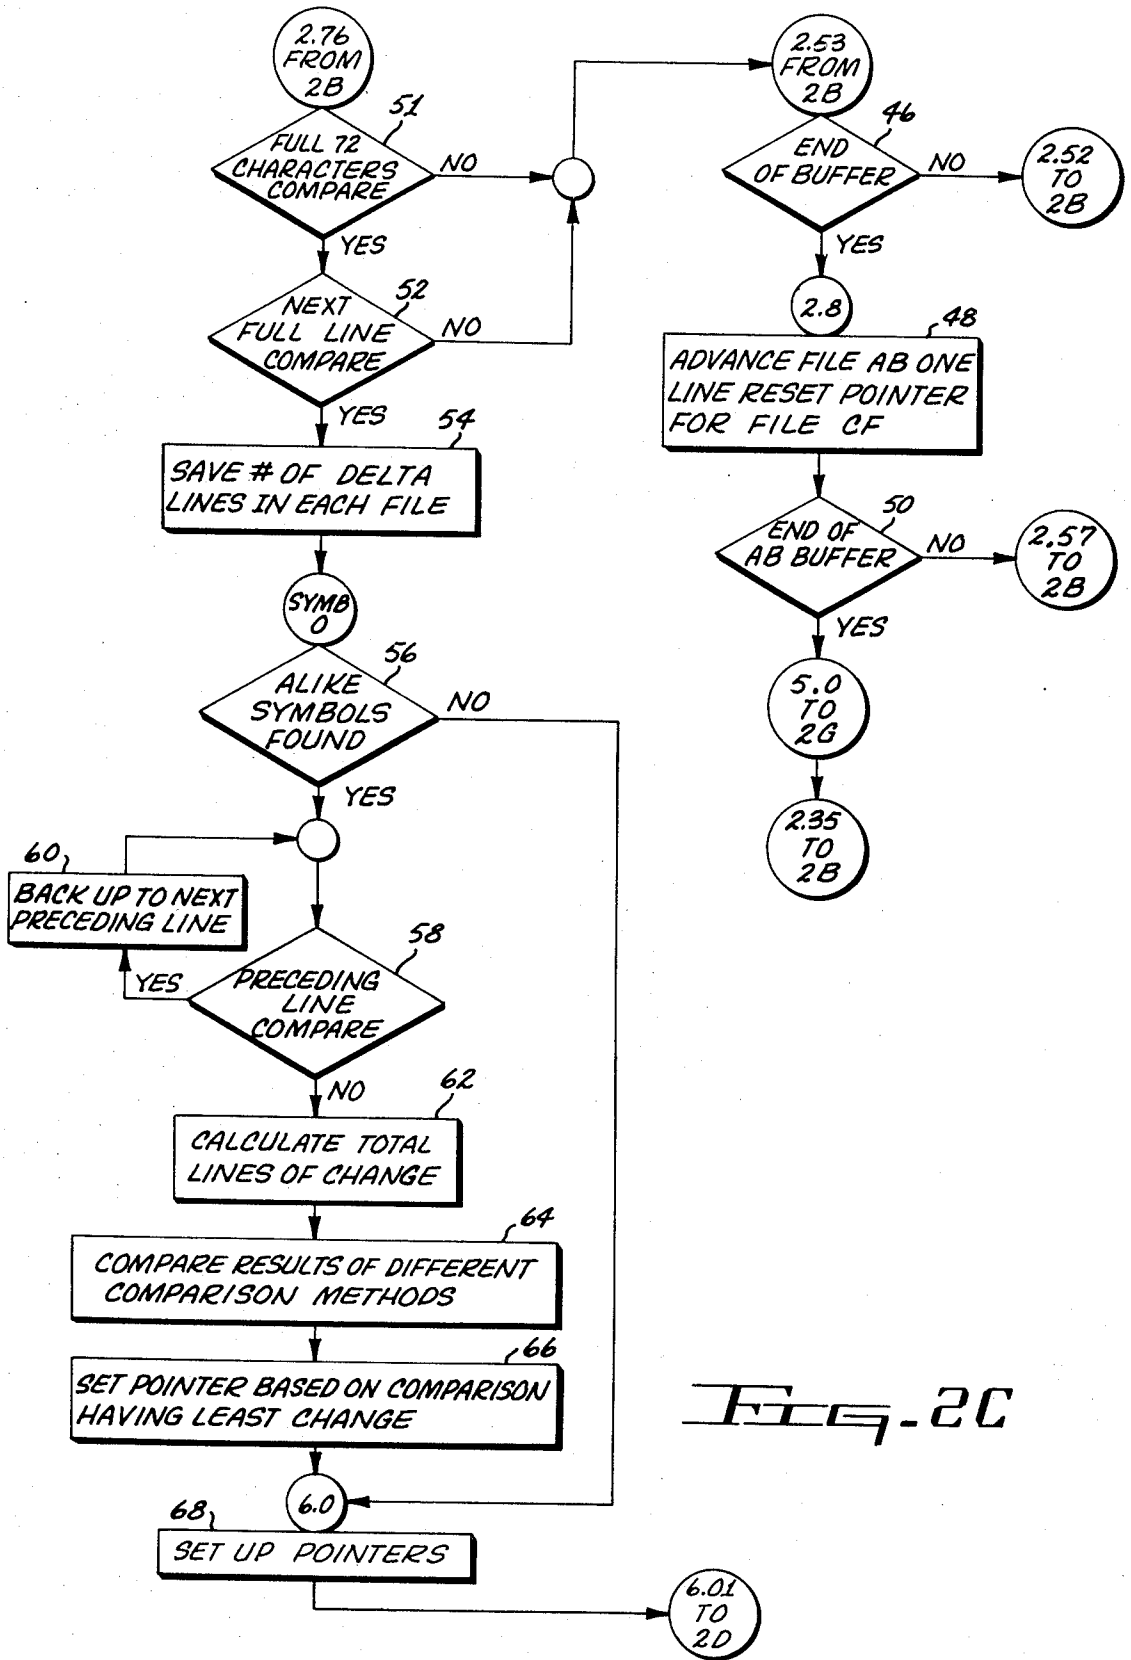 2.76
FROM
2B
51
FULL 72
CHARACTERS
COMPARE
NO
YES
52
NEXT
FULL LINE
COMPARE
NO
YES
54
SAVE # OF DELTA
LINES IN EACH FILE
SYMB
0
56
ALIKE
SYMBOLS
FOUND
NO
YES
60
BACK UP TO NEXT
PRECEDING LINE
YES
58
PRECEDING
LINE
COMPARE
NO
62
CALCULATE TOTAL
LINES OF CHANGE
64
COMPARE RESULTS OF DIFFERENT
COMPARISON METHODS
66
SET POINTER BASED ON COMPARISON
HAVING LEAST CHANGE
6.0
68
SET UP POINTERS
6.01
TO
2D
2.53
FROM
2B
46
END
OF BUFFER
NO
2.52
TO
2B
YES
2.8
48
ADVANCE FILE AB ONE
LINE RESET POINTER
FOR FILE CF
50
END OF
AB BUFFER
NO
2.57
TO
2B
YES
5.0
TO
2G
2.35
TO
2B
FIG.-2C